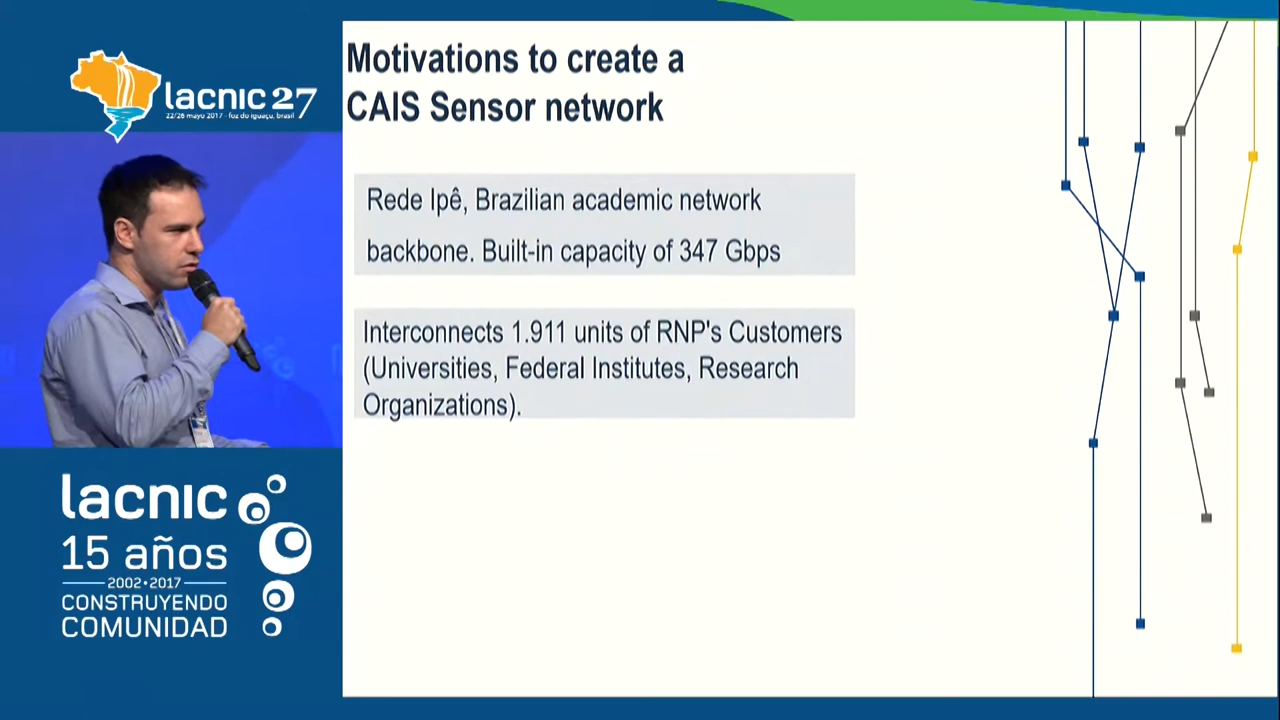 lacnic 27
22/26 mayo 2017 - foz do iguaçu, brasil
lacnic
15 años
2002•2017
CONSTRUYENDO
COMUNIDAD
Motivations to create a
CAIS Sensor network
Rede Ipê, Brazilian academic network
backbone. Built-in capacity of 347 Gbps
Interconnects 1.911 units of RNP's Customers
(Universities, Federal Institutes, Research
Organizations).